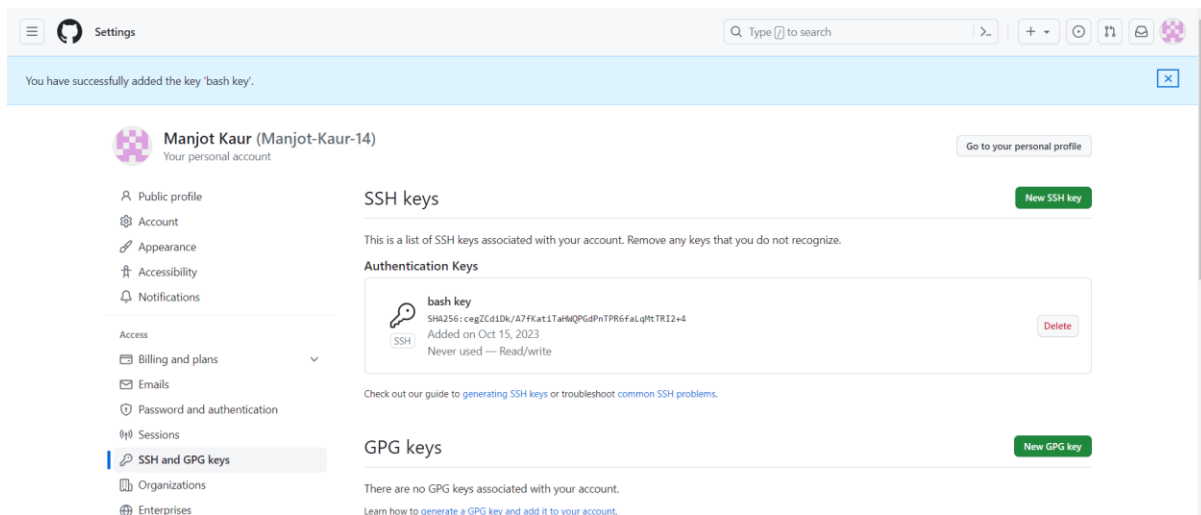 Settings
Type / to search
You have successfully added the key 'bash key'.
Manjot Kaur (Manjot-Kaur-14)
Your personal account
Go to your personal profile
Public profile
Account
Appearance
Accessibility
Notifications
Access
Billing and plans
Emails
Password and authentication
Sessions
SSH and GPG keys
Organizations
Enterprises
SSH keys
New SSH key
This is a list of SSH keys associated with your account. Remove any keys that you do not recognize.
Authentication Keys
bash key
SHA256:cegZCdiDk/A7fKatiTaHWQPGdPnTPR6faLqMtTRI2+4
SSH
Added on Oct 15, 2023
Never used — Read/write
Delete
Check out our guide to generating SSH keys or troubleshoot common SSH problems.
GPG keys
New GPG key
There are no GPG keys associated with your account.
Learn how to generate a GPG key and add it to your account.